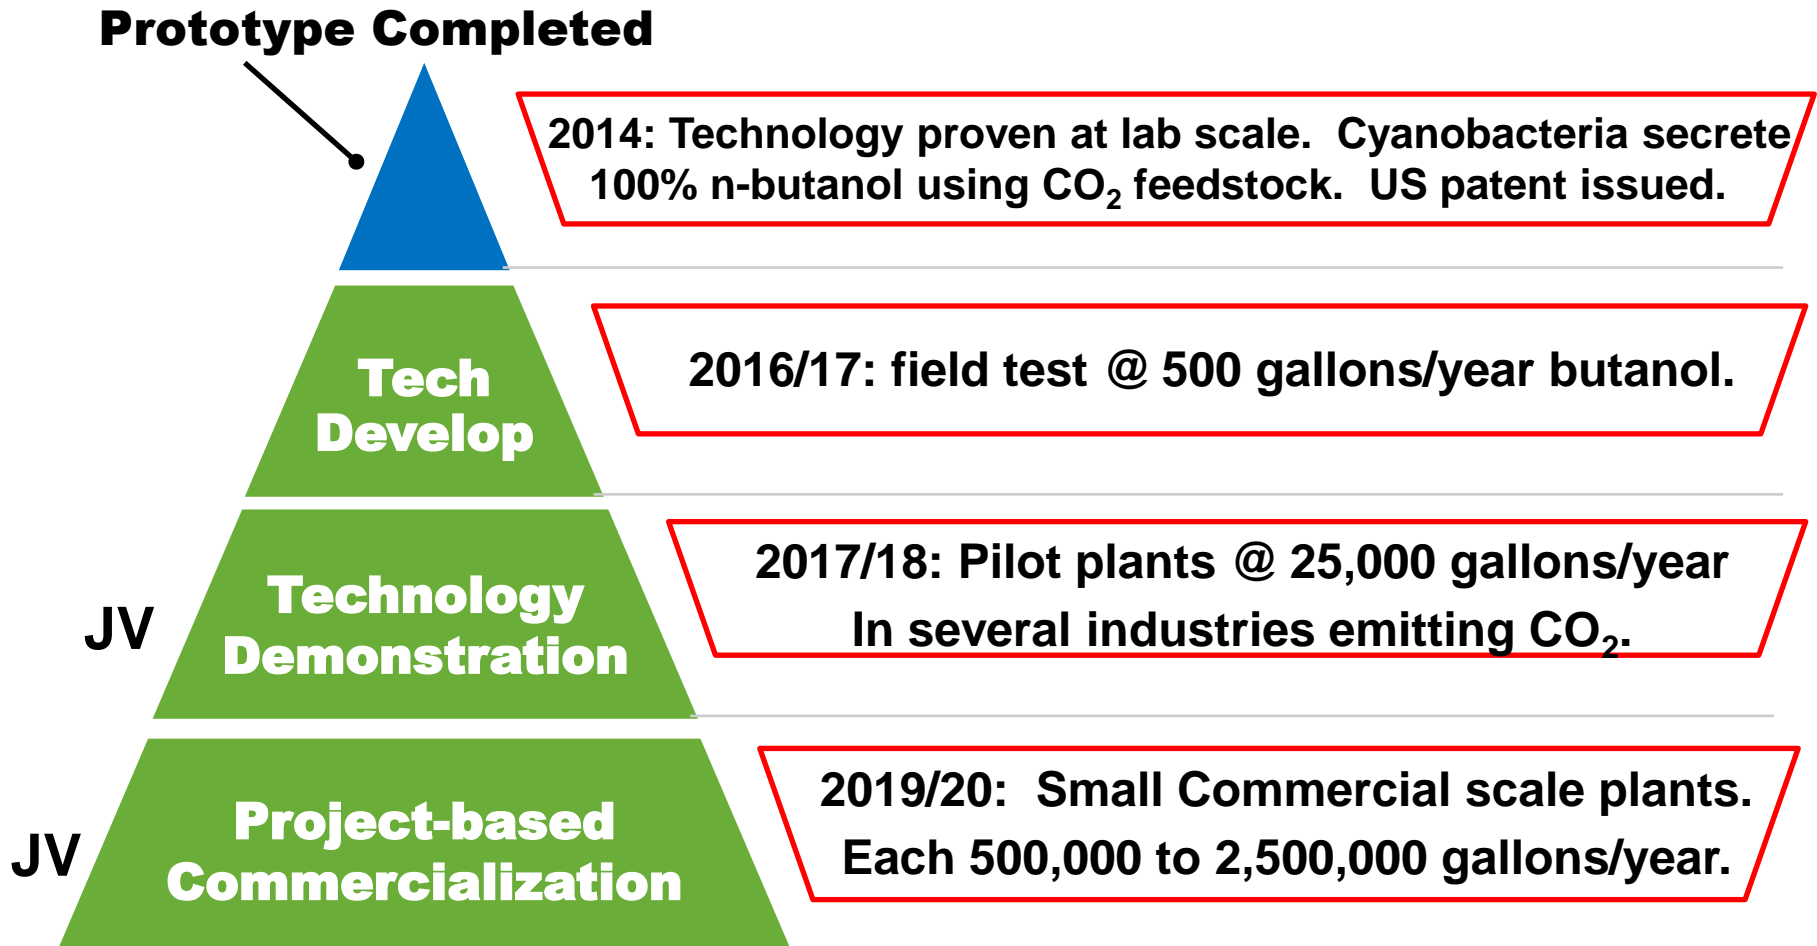 Prototype Completed
2014: Technology proven at lab scale.  Cyanobacteria secrete
100% n-butanol using CO₂ feedstock.  US patent issued.
Tech
Develop
2016/17: field test @ 500 gallons/year butanol.
JV
Technology
Demonstration
2017/18: Pilot plants @ 25,000 gallons/year
In several industries emitting CO₂.
JV
Project-based
Commercialization
2019/20:  Small Commercial scale plants.
Each 500,000 to 2,500,000 gallons/year.